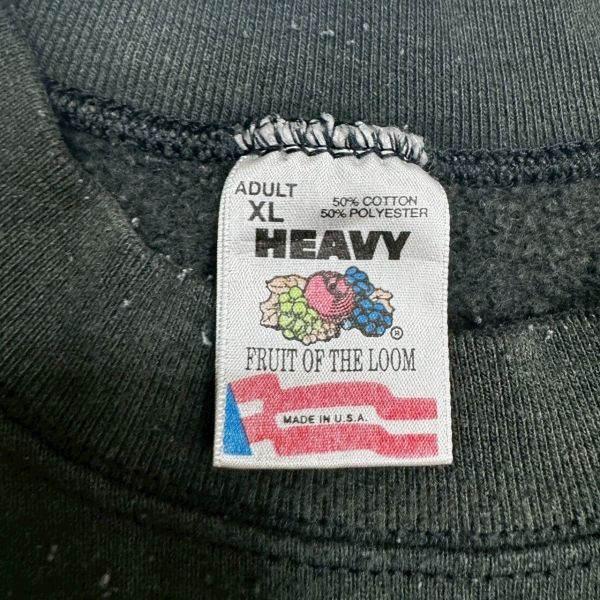 ADULT
XL
50% COTTON
50% POLYESTER
HEAVY
®
FRUIT OF THE LOOM
MADE IN U.S.A.